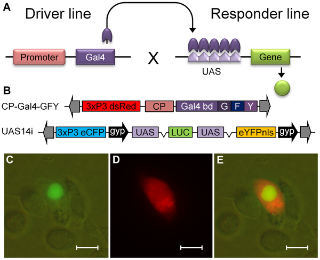 A Driver line Responder line
Promoter Gal4 X UAS Gene
B
CP-Gal4-GFY 3xP3 dsRed CP Gal4 bd G F Y
UAS14i 3xP3 eCFP gyp UAS LUC UAS eYFPnls gyp
C D E